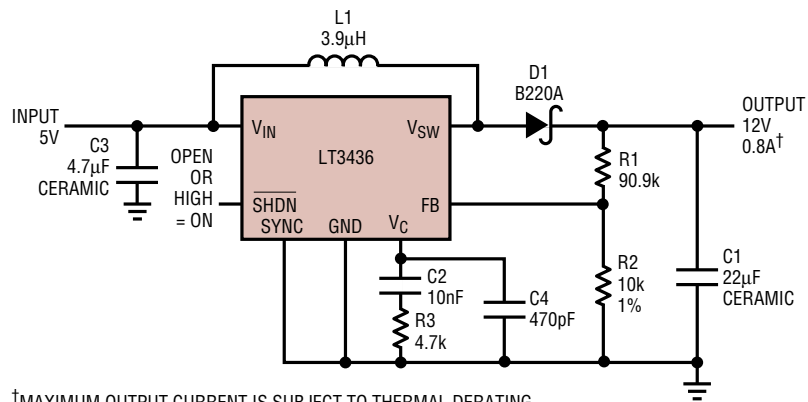 L1
3.9µH
D1
B220A
INPUT
5V
C3
4.7µF
CERAMIC
OPEN
OR
HIGH
= ON
VIN
VSW
LT3436
SHDN
FB
SYNC
GND
VC
OUTPUT
12V
0.8A†
R1
90.9k
R2
10k
1%
C1
22µF
CERAMIC
C2
10nF
R3
4.7k
C4
470pF
†MAXIMUM OUTPUT CURRENT IS SUBJECT TO THERMAL DERATING